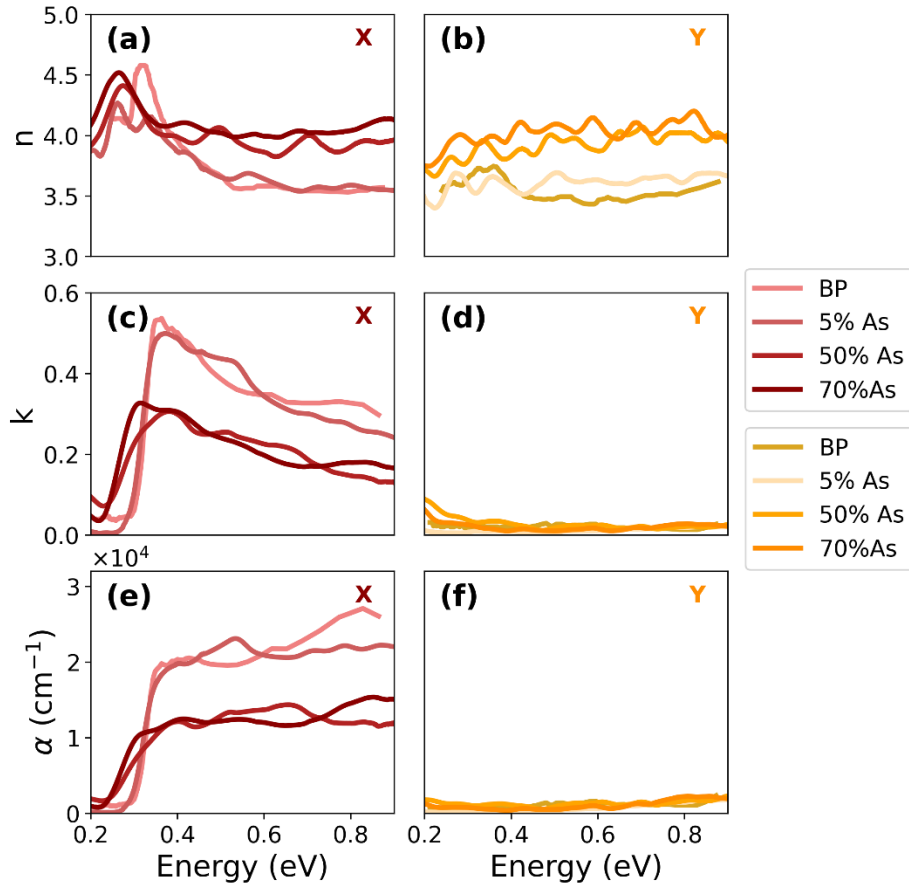 (a) X
(b) Y
n
5.0
4.5
4.0
3.5
3.0
(c) X
(d) Y
k
0.6
0.4
0.2
0.0
BP
5% As
50% As
70%As
BP
5% As
50% As
70%As
×10⁴
(e) X
(f) Y
α (cm⁻¹)
3
2
1
0
0.2 0.4 0.6 0.8
0.2 0.4 0.6 0.8
Energy (eV)
Energy (eV)